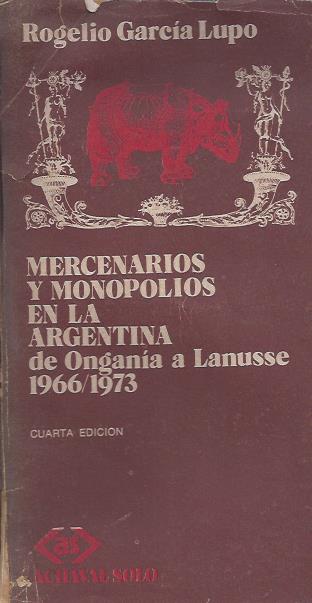 Rogelio García Lupo
MERCENARIOS
Y MONOPOLIOS
EN LA
ARGENTINA
de Onganía a Lanusse
1966/1973
CUARTA EDICION
as
ACHAVAL SOLO